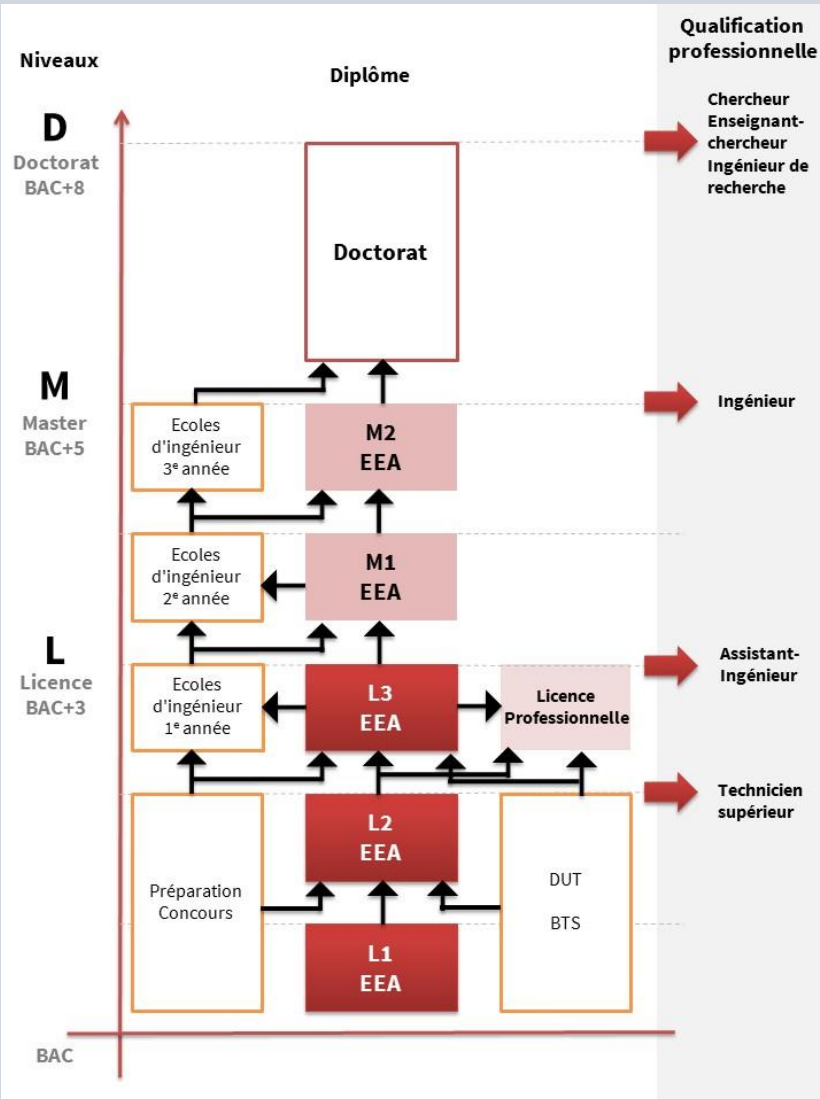 Niveaux
Diplôme
Qualification
professionnelle
D
Doctorat
BAC+8
Chercheur
Enseignant-
chercheur
Ingénieur de
recherche
Doctorat
M
Master
BAC+5
Ecoles
d'ingénieur
3e année
M2
EEA
Ingénieur
Ecoles
d'ingénieur
2e année
M1
EEA
L
Licence
BAC+3
Ecoles
d'ingénieur
1e année
L3
EEA
Licence
Professionnelle
Assistant-
Ingénieur
Préparation
Concours
L2
EEA
DUT
BTS
Technicien
supérieur
L1
EEA
BAC